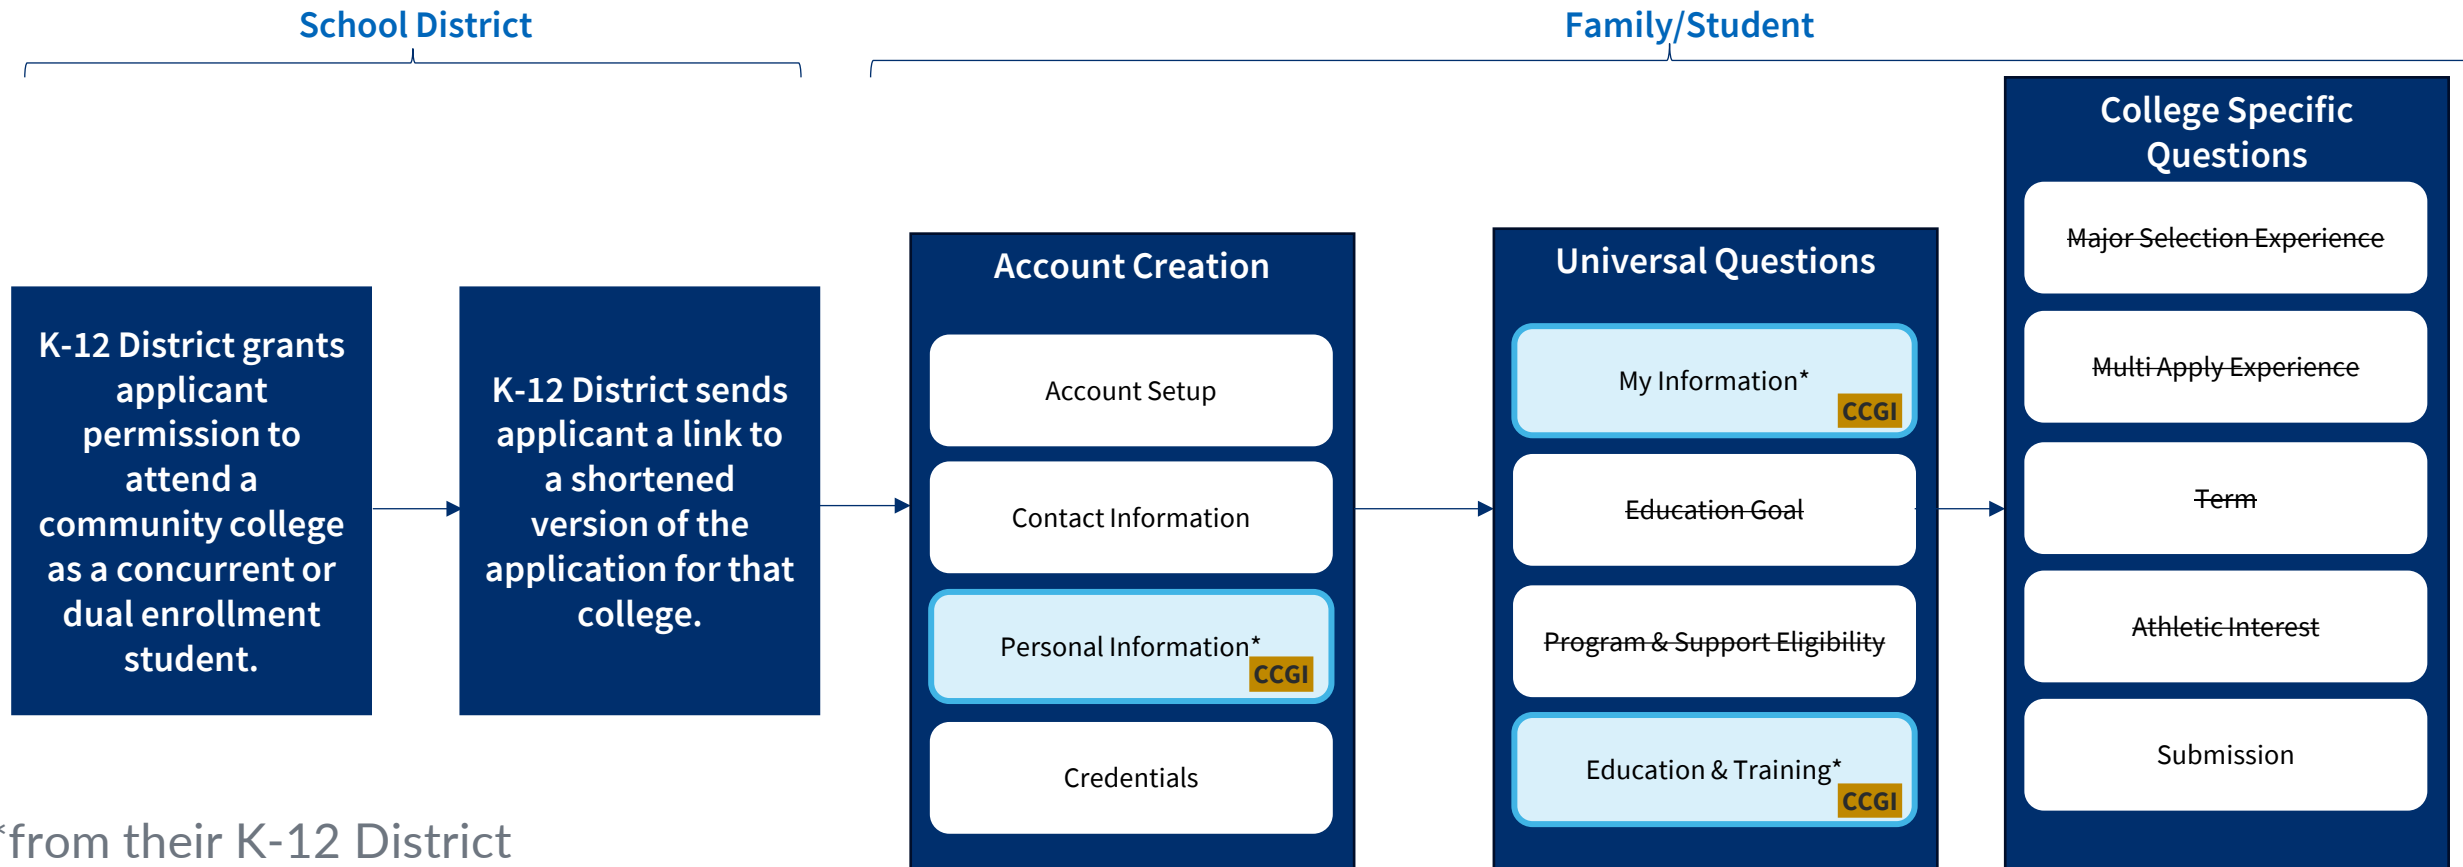 School District
Family/Student
K-12 District grants
applicant
permission to
attend a
community college
as a concurrent or
dual enrollment
student.
K-12 District sends
applicant a link to
a shortened
version of the
application for that
college.
Account Creation
Account Setup
Contact Information
Personal Information*
CCGI
Credentials
Universal Questions
My Information*
CCGI
Education Goal
Program & Support Eligibility
Education & Training*
CCGI
College Specific
Questions
Major Selection Experience
Multi Apply Experience
Term
Athletic Interest
Submission
*from their K-12 District